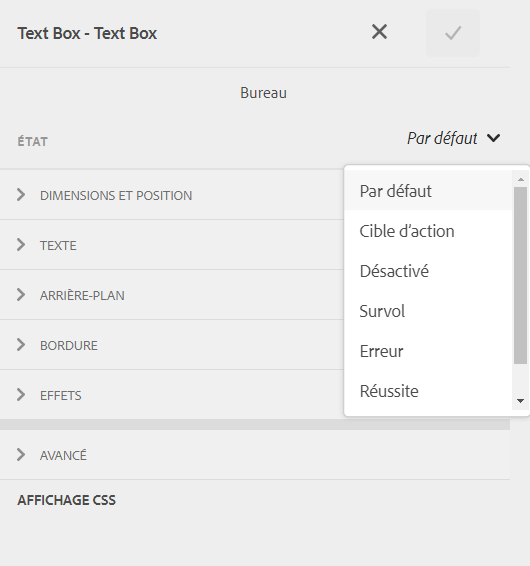 Text Box - Text Box
Bureau
ÉTAT
Par défaut
DIMENSIONS ET POSITION
TEXTE
ARRIÈRE-PLAN
BORDURE
EFFETS
AVANCÉ
AFFICHAGE CSS
Par défaut
Cible d'action
Désactivé
Survol
Erreur
Réussite